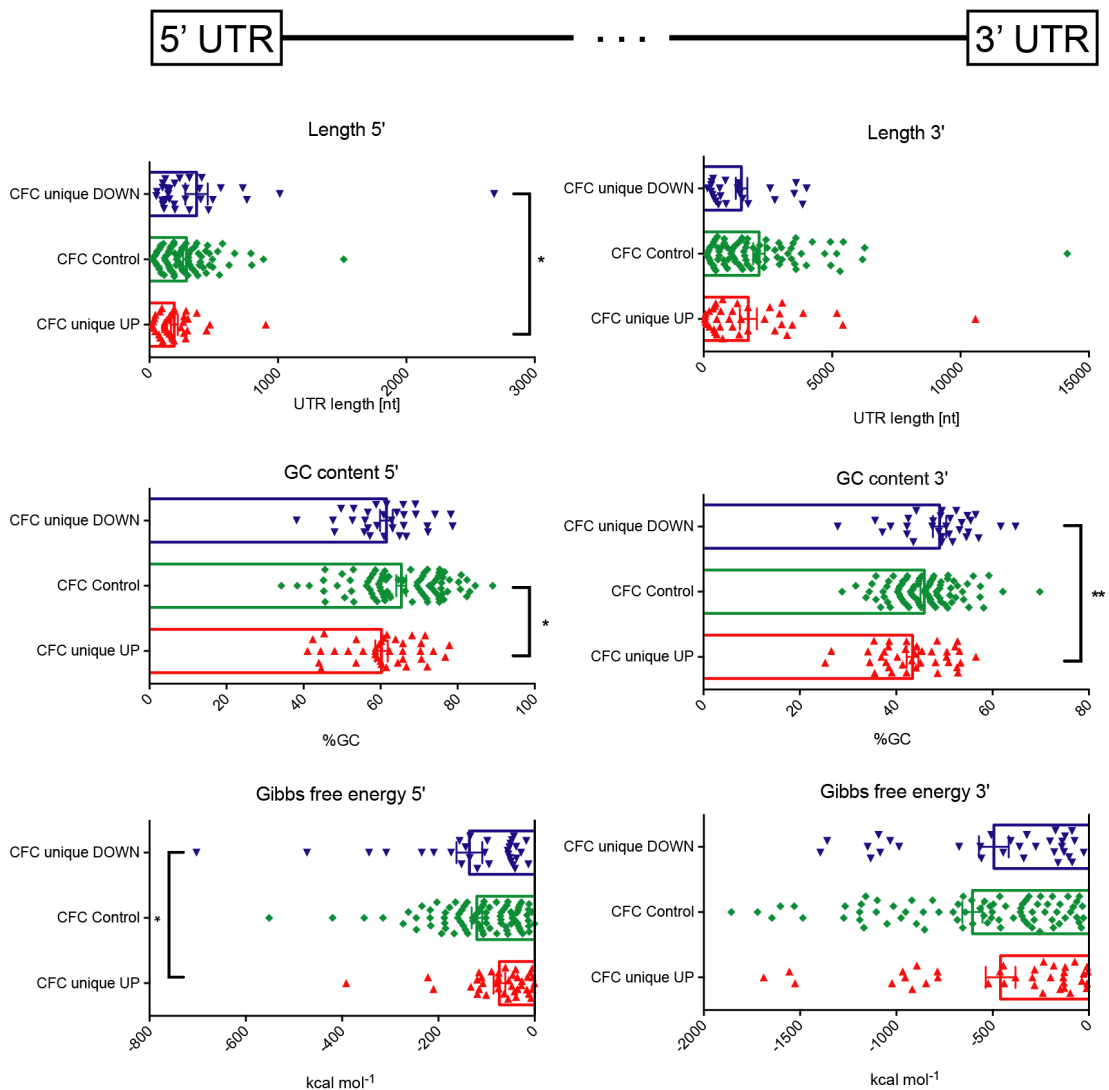 5' UTR . . . 3' UTR
Length 5'
CFC unique DOWN
CFC Control
CFC unique UP
*
0 1000 2000 3000
UTR length [nt]
Length 3'
CFC unique DOWN
CFC Control
CFC unique UP
0 5000 10000 15000
UTR length [nt]
GC content 5'
CFC unique DOWN
CFC Control
CFC unique UP
*
0 20 40 60 80 100
%GC
GC content 3'
CFC unique DOWN
CFC Control
CFC unique UP
**
0 20 40 60 80
%GC
Gibbs free energy 5'
CFC unique DOWN
CFC Control
CFC unique UP
*
-800 -600 -400 -200 0
kcal mol⁻¹
Gibbs free energy 3'
CFC unique DOWN
CFC Control
CFC unique UP
-2000 -1500 -1000 -500 0
kcal mol⁻¹